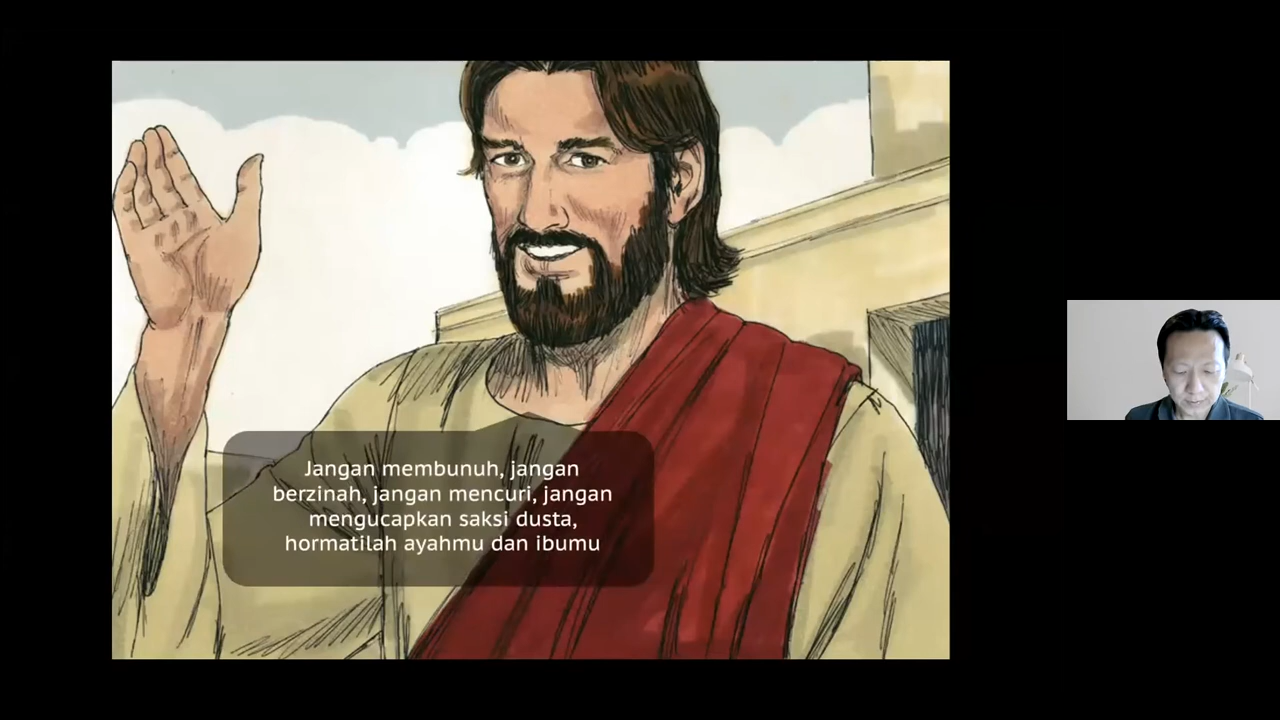 Jangan membunuh, jangan
berzinah, jangan mencuri, jangan
mengucapkan saksi dusta,
hormatilah ayahmu dan ibumu